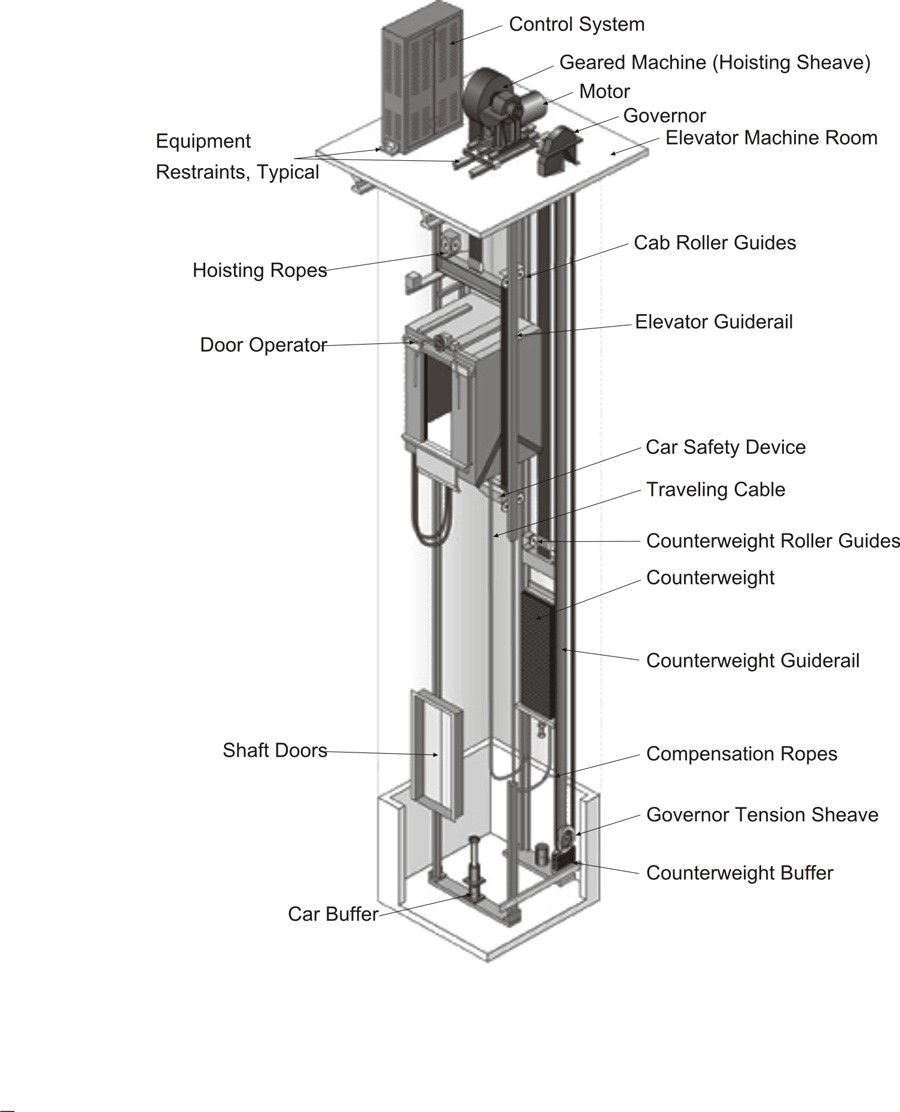 Control System
Geared Machine (Hoisting Sheave)
Motor
Governor
Elevator Machine Room
Equipment
Restraints, Typical
Cab Roller Guides
Hoisting Ropes
Elevator Guiderail
Door Operator
Car Safety Device
Traveling Cable
Counterweight Roller Guides
Counterweight
Counterweight Guiderail
Shaft Doors
Compensation Ropes
Governor Tension Sheave
Counterweight Buffer
Car Buffer